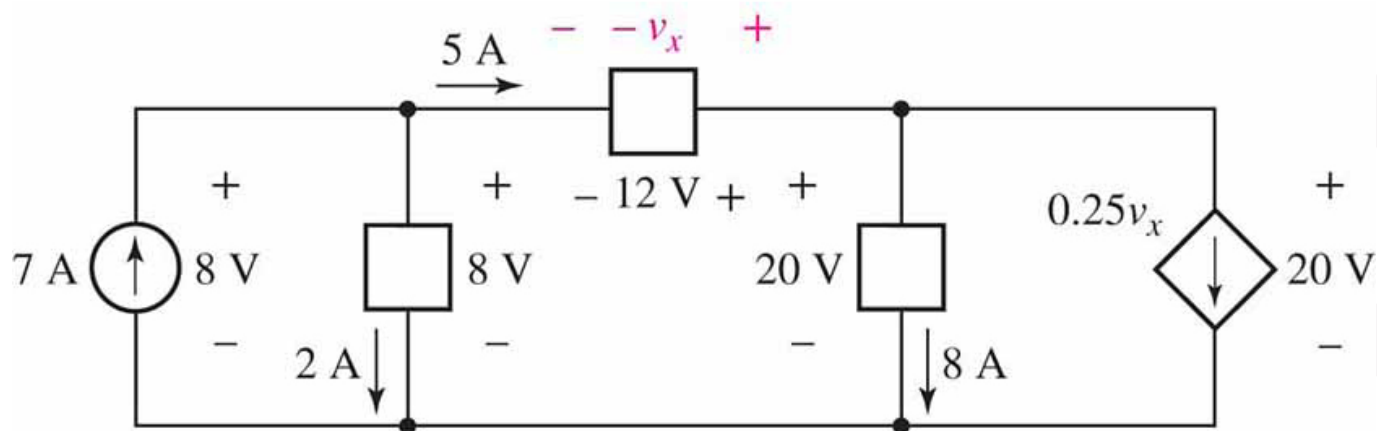 − − vₓ +
5 A
− 12 V +
+ + + +
7 A 8 V 8 V 20 V 0.25vₓ 20 V
− − − −
2 A 8 A